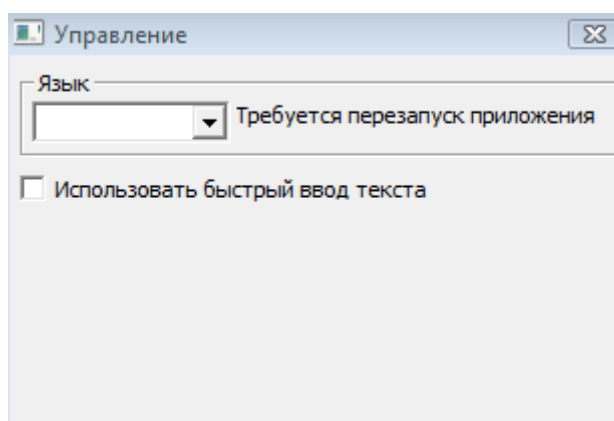 Управление
Язык
Требуется перезапуск приложения
Использовать быстрый ввод текста